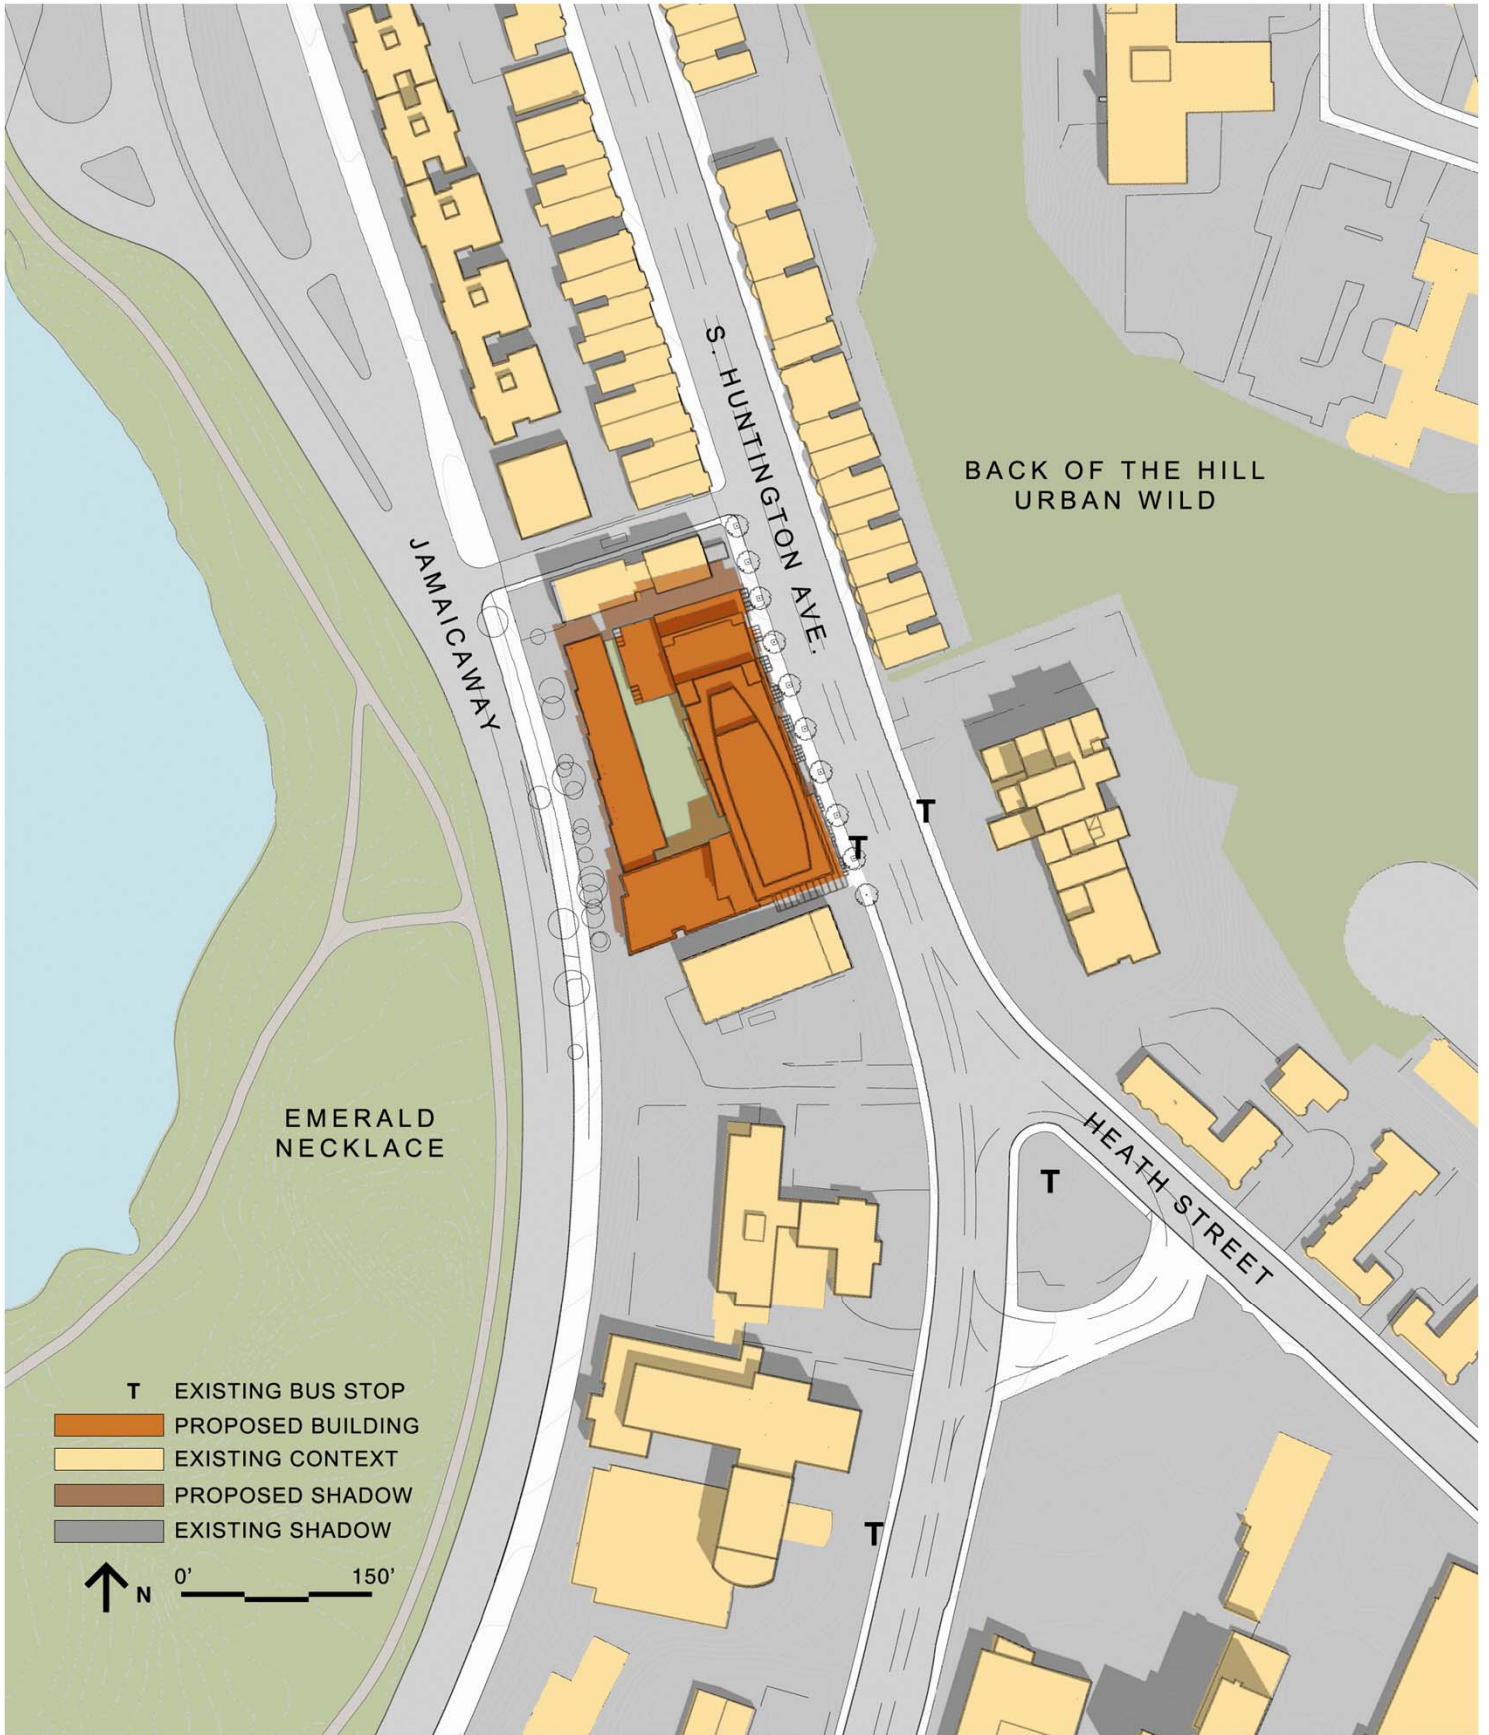 S. HUNTINGTON AVE.
BACK OF THE HILL
URBAN WILD
JAMAICAWAY
T
T
EMERALD
NECKLACE
HEATH STREET
T
T EXISTING BUS STOP
PROPOSED BUILDING
EXISTING CONTEXT
PROPOSED SHADOW
EXISTING SHADOW
T
0' 150'
N